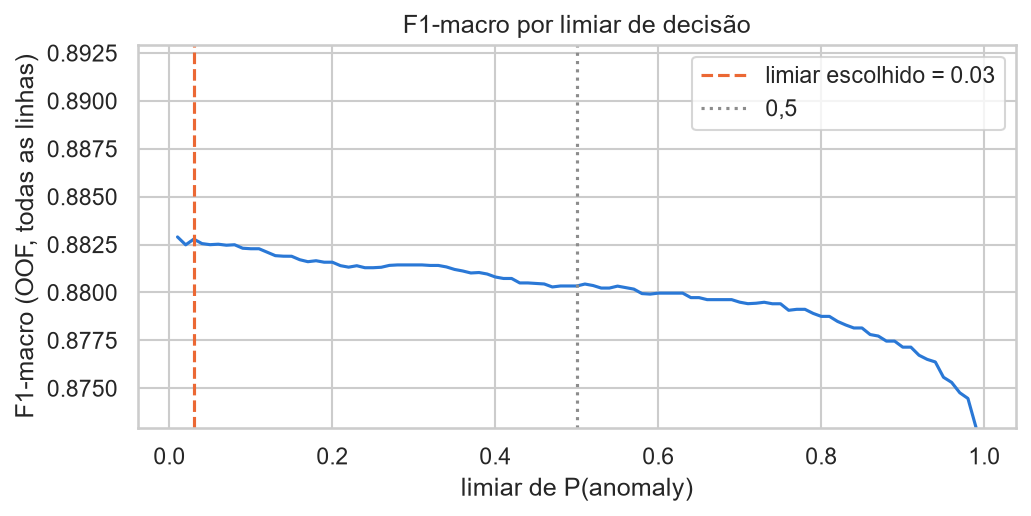 F1-macro por limiar de decisão
F1-macro (OOF, todas as linhas)
0.8925
0.8900
0.8875
0.8850
0.8825
0.8800
0.8775
0.8750
limiar escolhido = 0.03
0,5
0.0 0.2 0.4 0.6 0.8 1.0
limiar de P(anomaly)